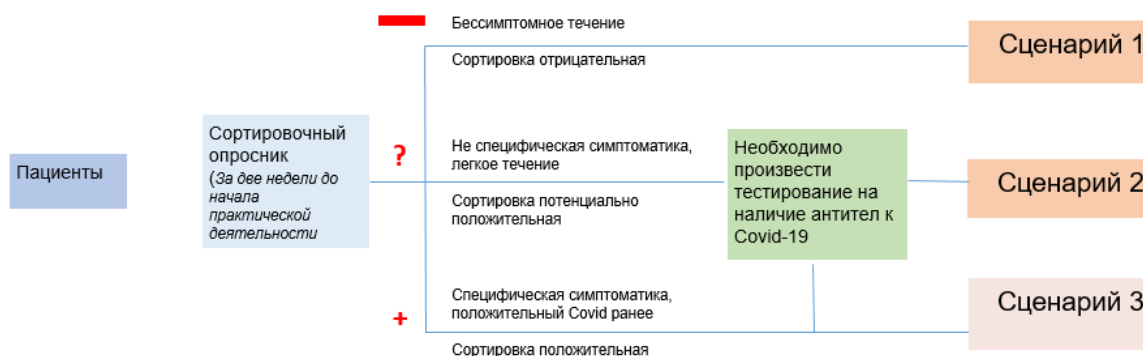 Бессимптомное течение
Сортировка отрицательная
Сценарий 1
Пациенты
Сортировочный
опросник
(За две недели до
начала
практической
деятельности
?
Не специфическая симптоматика,
легкое течение
Сортировка потенциально
положительная
Необходимо
произвести
тестирование на
наличие антител к
Covid-19
Сценарий 2
+
Специфическая симптоматика,
положительный Covid ранее
Сортировка положительная
Сценарий 3